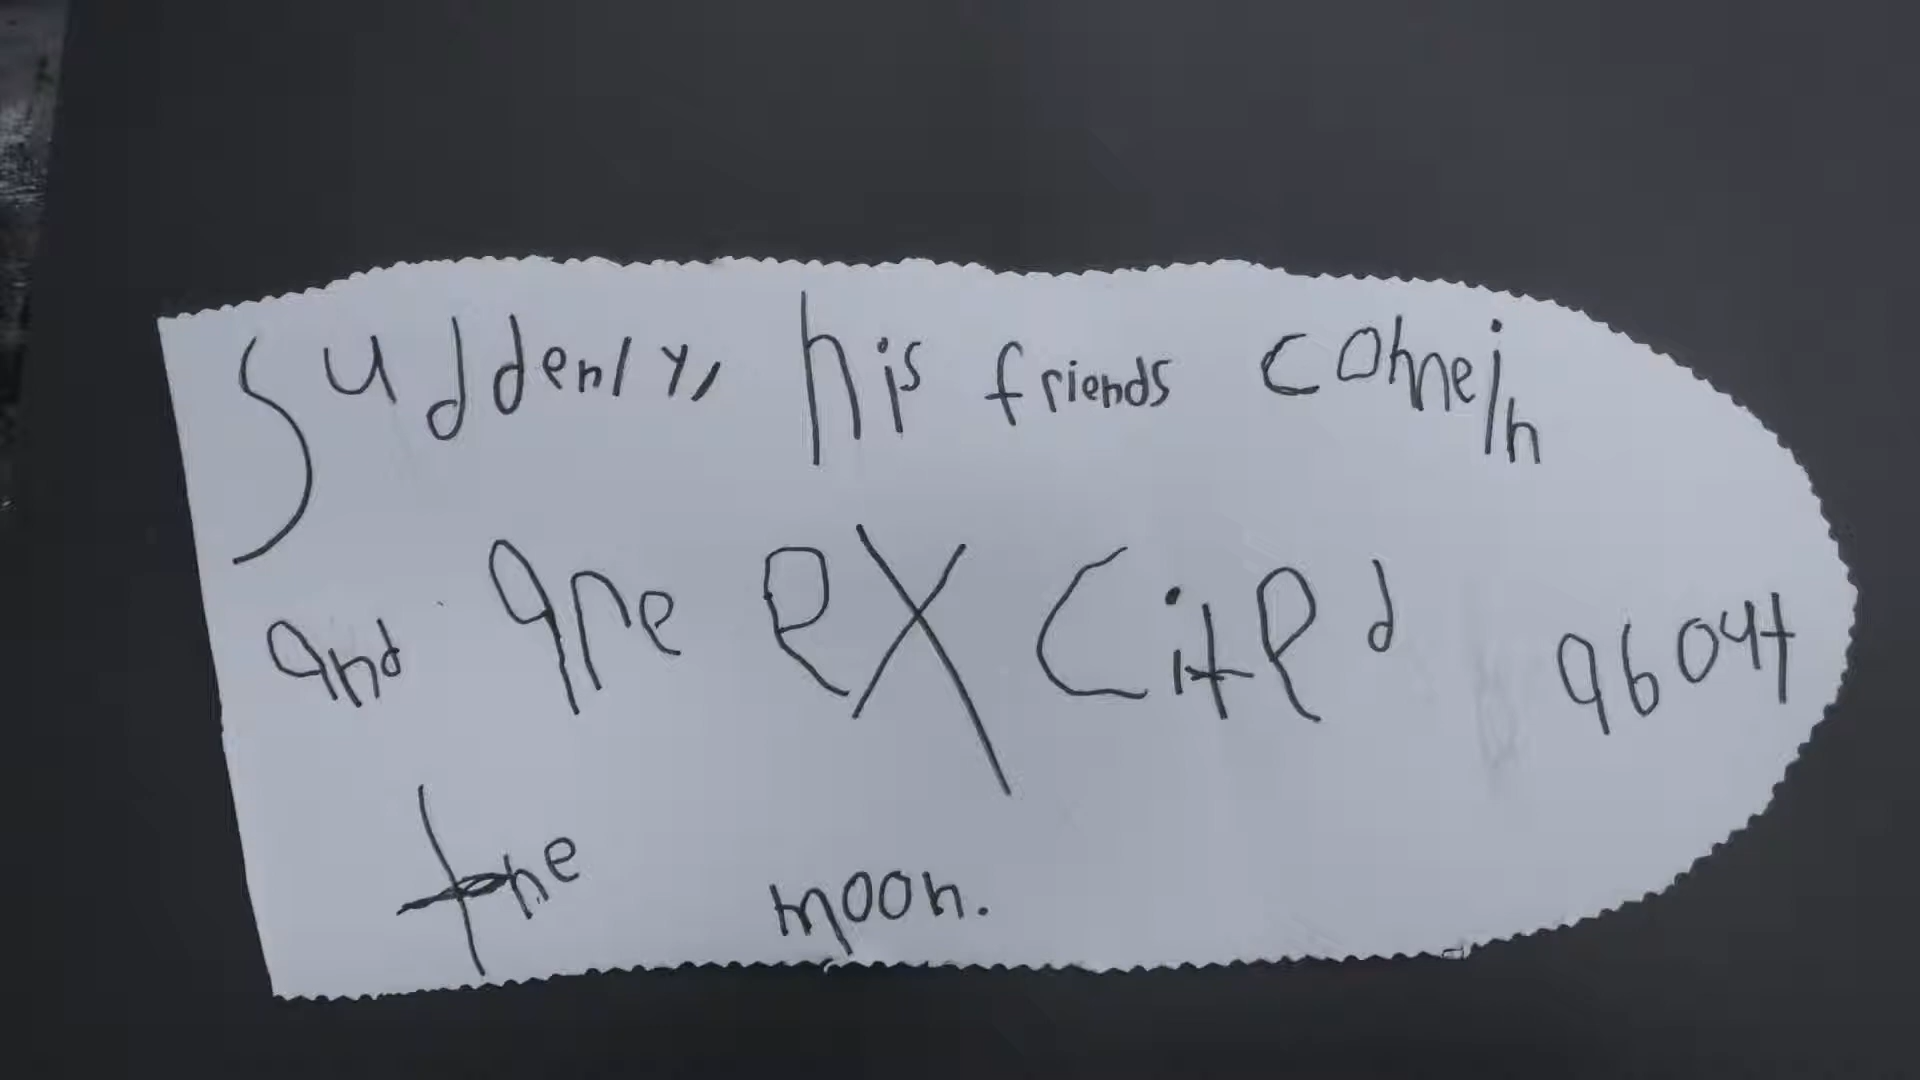 Suddenly, his friends come in
and are excited about
the moon.